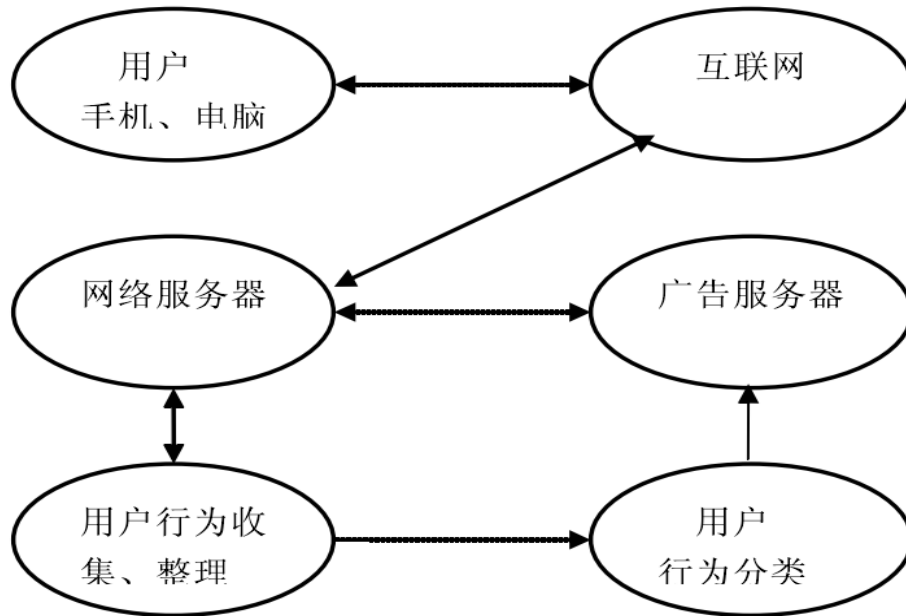 用户
手机、电脑
互联网
网络服务器
广告服务器
用户行为收
集、整理
用户
行为分类